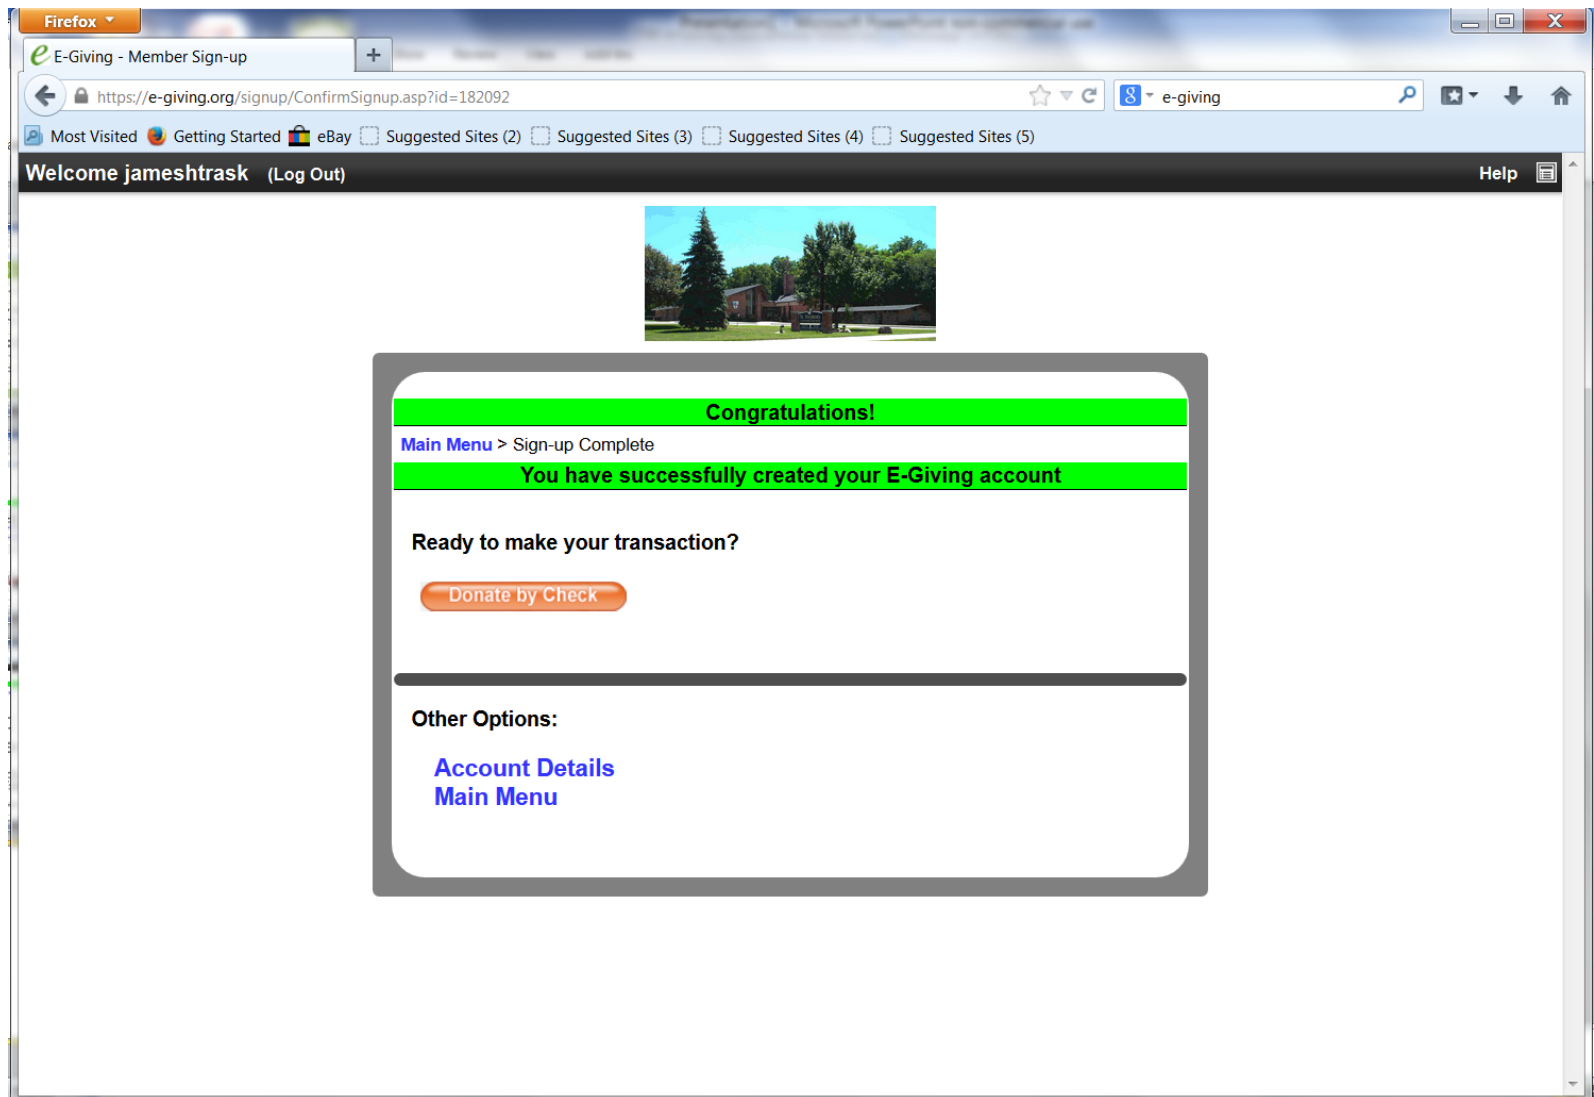 Firefox
E-Giving - Member Sign-up
https://e-giving.org/signup/ConfirmSignup.asp?id=182092
e-giving
Most Visited Getting Started eBay Suggested Sites (2) Suggested Sites (3) Suggested Sites (4) Suggested Sites (5)
Welcome jameshtrask (Log Out) Help
Congratulations!
Main Menu > Sign-up Complete
You have successfully created your E-Giving account
Ready to make your transaction?
Donate by Check
Other Options:
Account Details
Main Menu